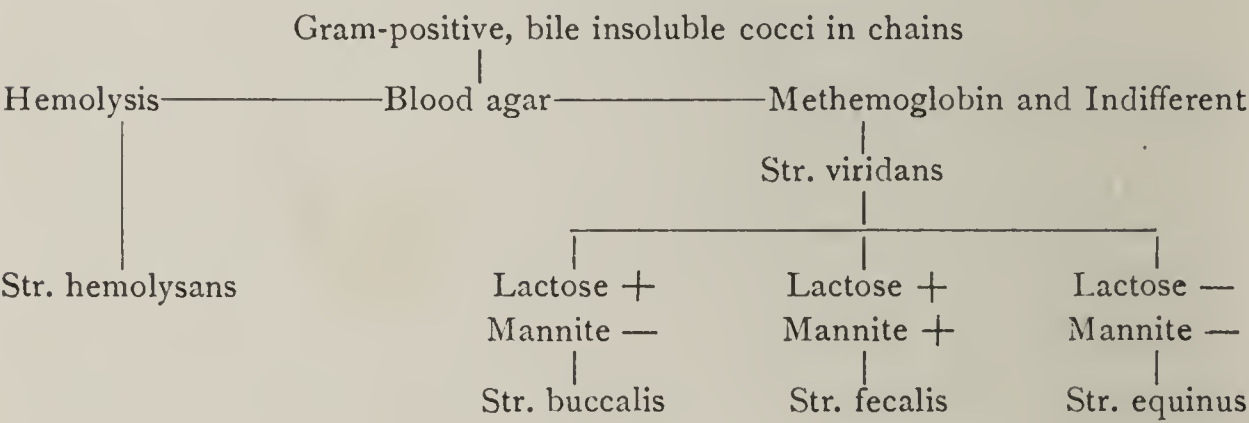 Gram-positive, bile insoluble cocci in chains
Hemolysis Blood agar Methemoglobin and Indifferent
Str. viridans
Str. hemolysans Lactose + Lactose + Lactose —
Mannite — Mannite + Mannite —
Str. buccalis Str. fecalis Str. equinus